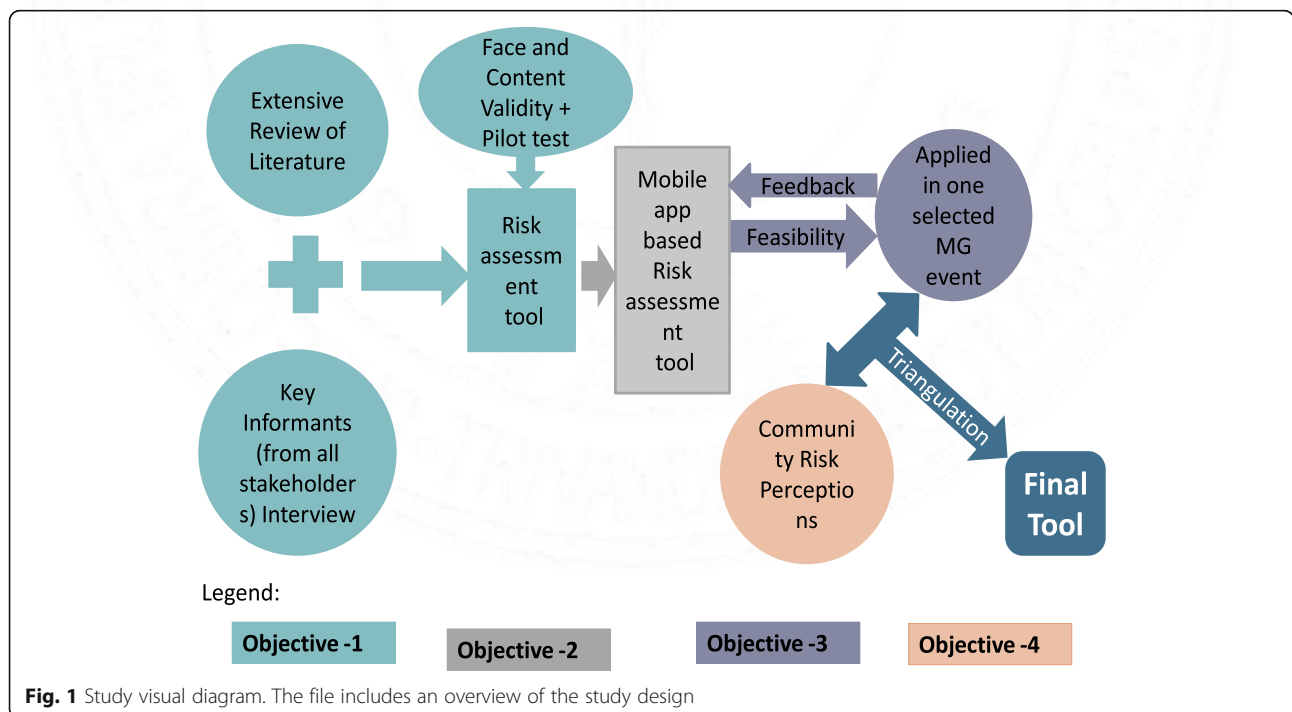 Extensive
Review of
Literature
Face and
Content
Validity +
Pilot test
Key
Informants
(from all
stakeholder
s) Interview
Risk
assessm
ent
tool
Mobile
app
based
Risk
assessme
nt
tool
Feedback
Feasibility
Applied
in one
selected
MG
event
Communi
ty Risk
Perceptio
ns
Triangulation
Final
Tool
Legend:
Objective -1
Objective -2
Objective -3
Objective -4
Fig. 1 Study visual diagram. The file includes an overview of the study design